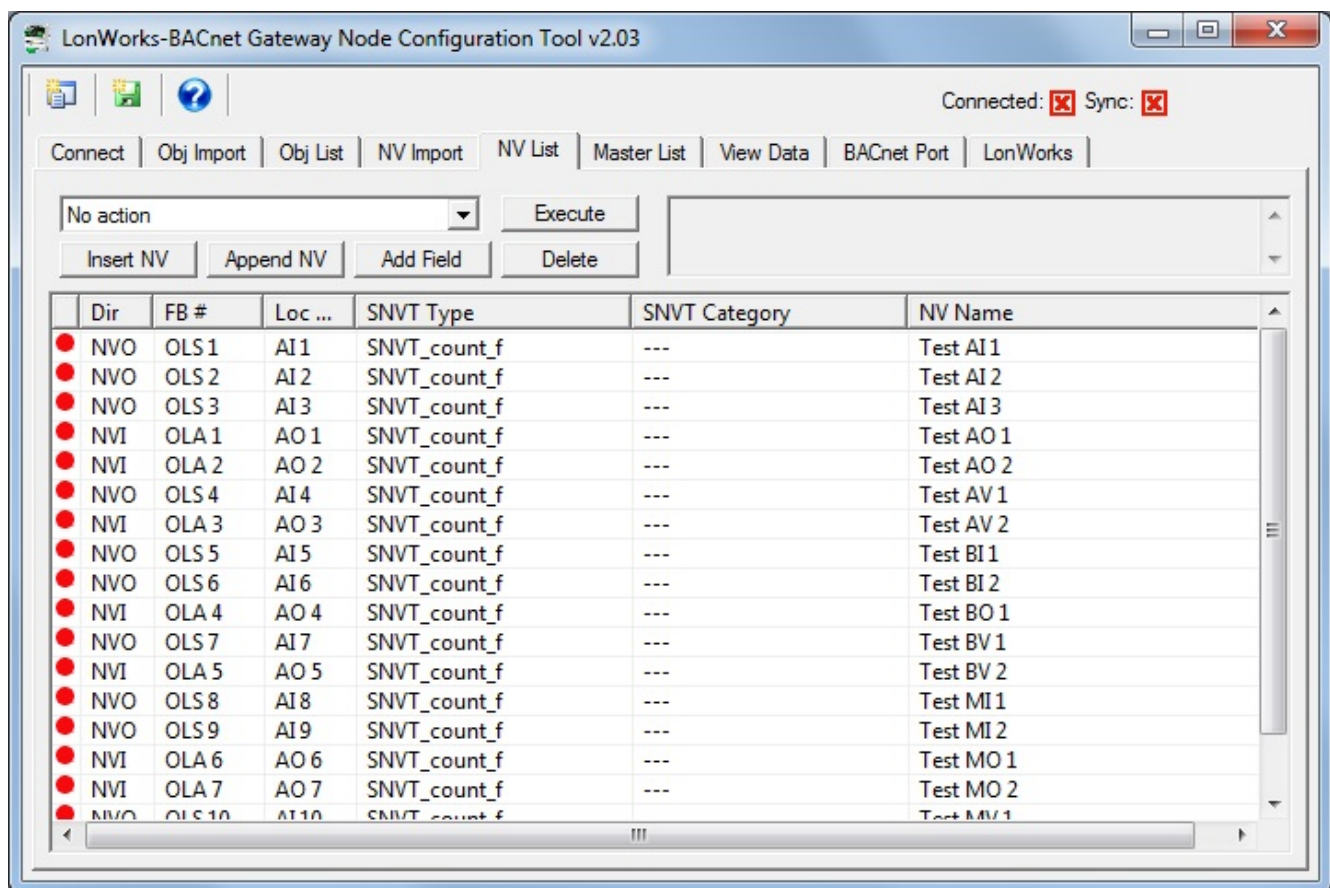 LonWorks-BACnet Gateway Node Configuration Tool v2.03
Connected: Sync:
Connect Obj Import Obj List NV Import NV List Master List View Data BACnet Port LonWorks
No action Execute
Insert NV Append NV Add Field Delete
Dir FB # Loc ... SNVT Type SNVT Category NV Name
NVO OLS 1 AI 1 SNVT_count_f --- Test AI 1
NVO OLS 2 AI 2 SNVT_count_f --- Test AI 2
NVO OLS 3 AI 3 SNVT_count_f --- Test AI 3
NVI OLA 1 AO 1 SNVT_count_f --- Test AO 1
NVI OLA 2 AO 2 SNVT_count_f --- Test AO 2
NVO OLS 4 AI 4 SNVT_count_f --- Test AV 1
NVI OLA 3 AO 3 SNVT_count_f --- Test AV 2
NVO OLS 5 AI 5 SNVT_count_f --- Test BI 1
NVO OLS 6 AI 6 SNVT_count_f --- Test BI 2
NVI OLA 4 AO 4 SNVT_count_f --- Test BO 1
NVO OLS 7 AI 7 SNVT_count_f --- Test BV 1
NVI OLA 5 AO 5 SNVT_count_f --- Test BV 2
NVO OLS 8 AI 8 SNVT_count_f --- Test MI 1
NVO OLS 9 AI 9 SNVT_count_f --- Test MI 2
NVI OLA 6 AO 6 SNVT_count_f --- Test MO 1
NVI OLA 7 AO 7 SNVT_count_f --- Test MO 2
NVO OLS 10 AI 10 SNVT_count_f Test MV 1